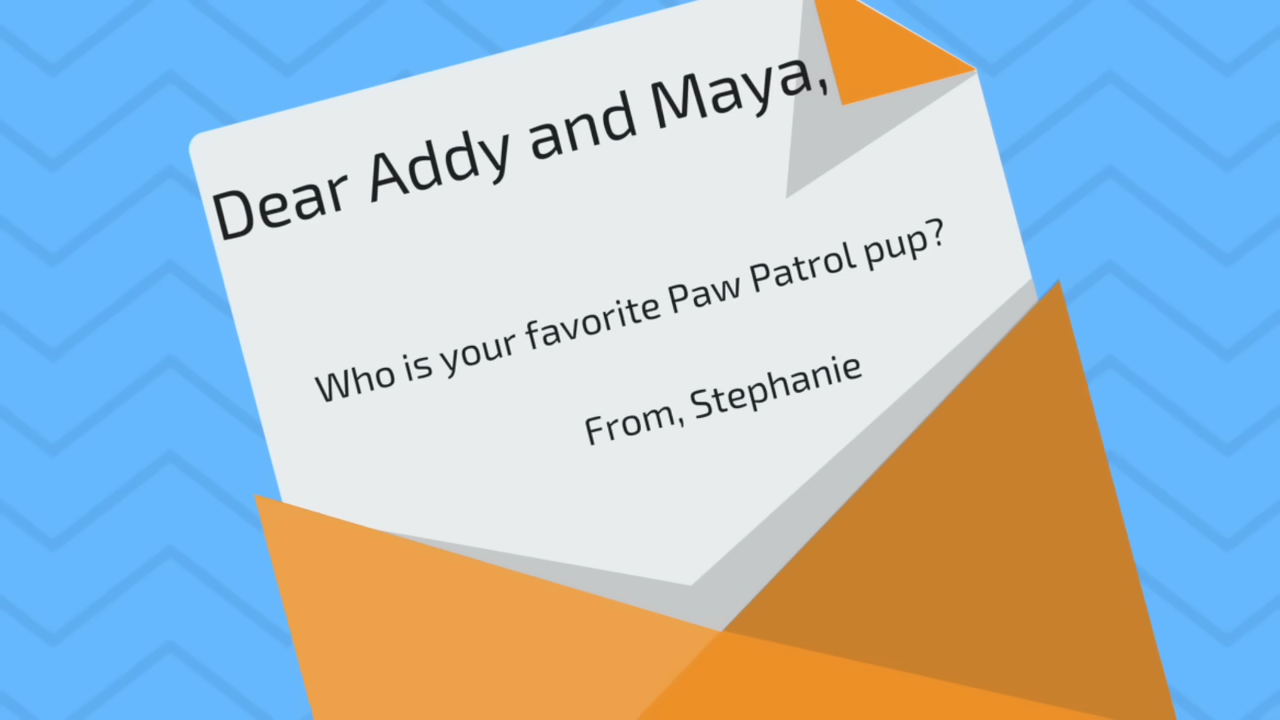 Dear Addy and Maya,
Who is your favorite Paw Patrol pup?
From, Stephanie